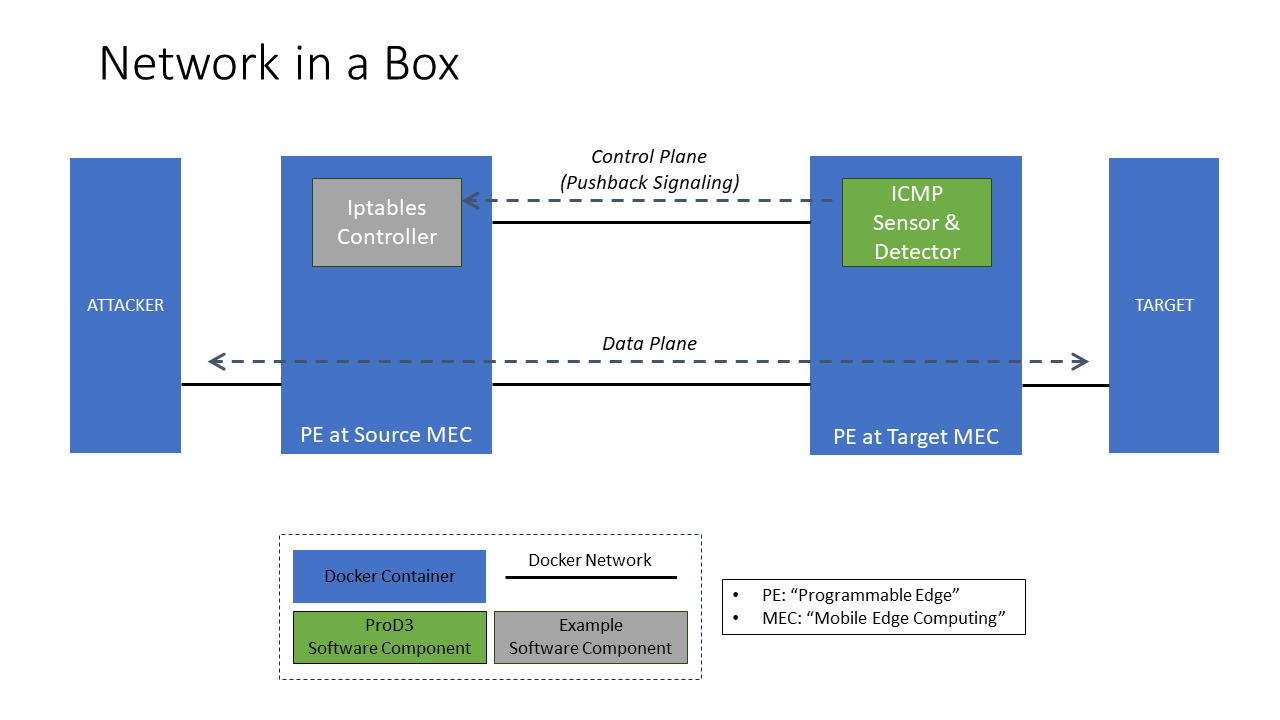 Network in a Box
Control Plane
(Pushback Signaling)
Iptables
Controller
ICMP
Sensor &
Detector
ATTACKER
TARGET
Data Plane
PE at Source MEC
PE at Target MEC
Docker Container
Docker Network
ProD3
Software Component
Example
Software Component
• PE: “Programmable Edge”
• MEC: “Mobile Edge Computing”